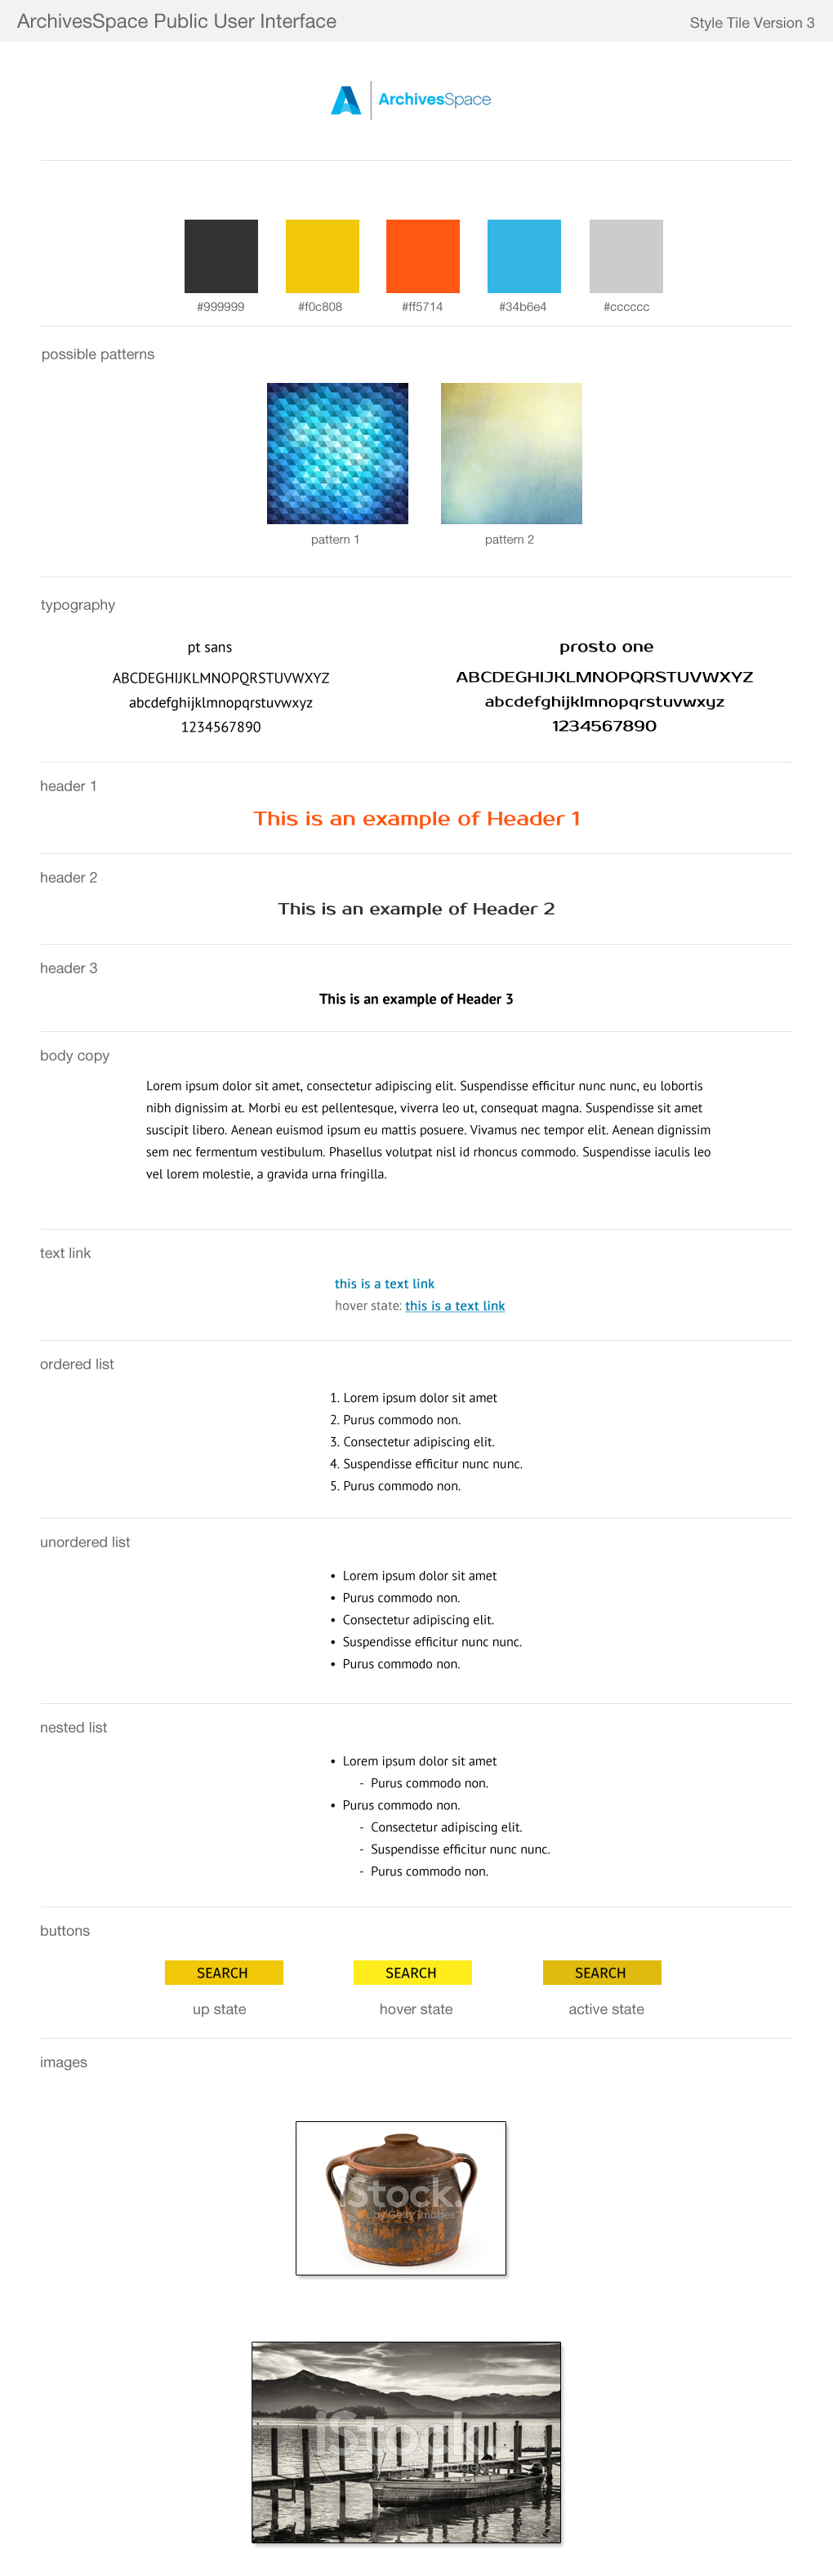 ArchivesSpace Public User Interface
Style Tile Version 3
ArchivesSpace
#999999
#f0c808
#ff5714
#34b6e4
#cccccc
possible patterns
pattern 1
pattern 2
typography
pt sans
ABCDEGHIJKLMNOPQRSTUVWXYZ
abcdefghijklmnopqrstuvwxyz
1234567890
prosto one
ABCDEGHIJKLMNOPQRSTUVWXYZ
abcdefghijklmnopqrstuvwxyz
1234567890
header 1
This is an example of Header 1
header 2
This is an example of Header 2
header 3
This is an example of Header 3
body copy
Lorem ipsum dolor sit amet, consectetur adipiscing elit. Suspendisse efficitur nunc nunc, eu lobortis
nibh dignissim at. Morbi eu est pellentesque, viverra leo ut, consequat magna. Suspendisse sit amet
suscipit libero. Aenean euismod ipsum eu mattis posuere. Vivamus nec tempor elit. Aenean dignissim
sem nec fermentum vestibulum. Phasellus volutpat nisl id rhoncus commodo. Suspendisse iaculis leo
vel lorem molestie, a gravida urna fringilla.
text link
this is a text link
hover state: this is a text link
ordered list
1. Lorem ipsum dolor sit amet
2. Purus commodo non.
3. Consectetur adipiscing elit.
4. Suspendisse efficitur nunc nunc.
5. Purus commodo non.
unordered list
• Lorem ipsum dolor sit amet
• Purus commodo non.
• Consectetur adipiscing elit.
• Suspendisse efficitur nunc nunc.
• Purus commodo non.
nested list
• Lorem ipsum dolor sit amet
- Purus commodo non.
• Purus commodo non.
- Consectetur adipiscing elit.
- Suspendisse efficitur nunc nunc.
- Purus commodo non.
buttons
SEARCH
SEARCH
SEARCH
up state
hover state
active state
images
iStock.
by Getty Images
iStock.
by Getty Images